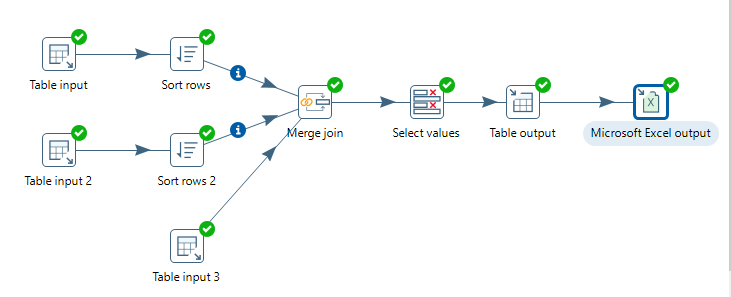 Table input
Sort rows
Merge join
Select values
Table output
Microsoft Excel output
Table input 2
Sort rows 2
Table input 3